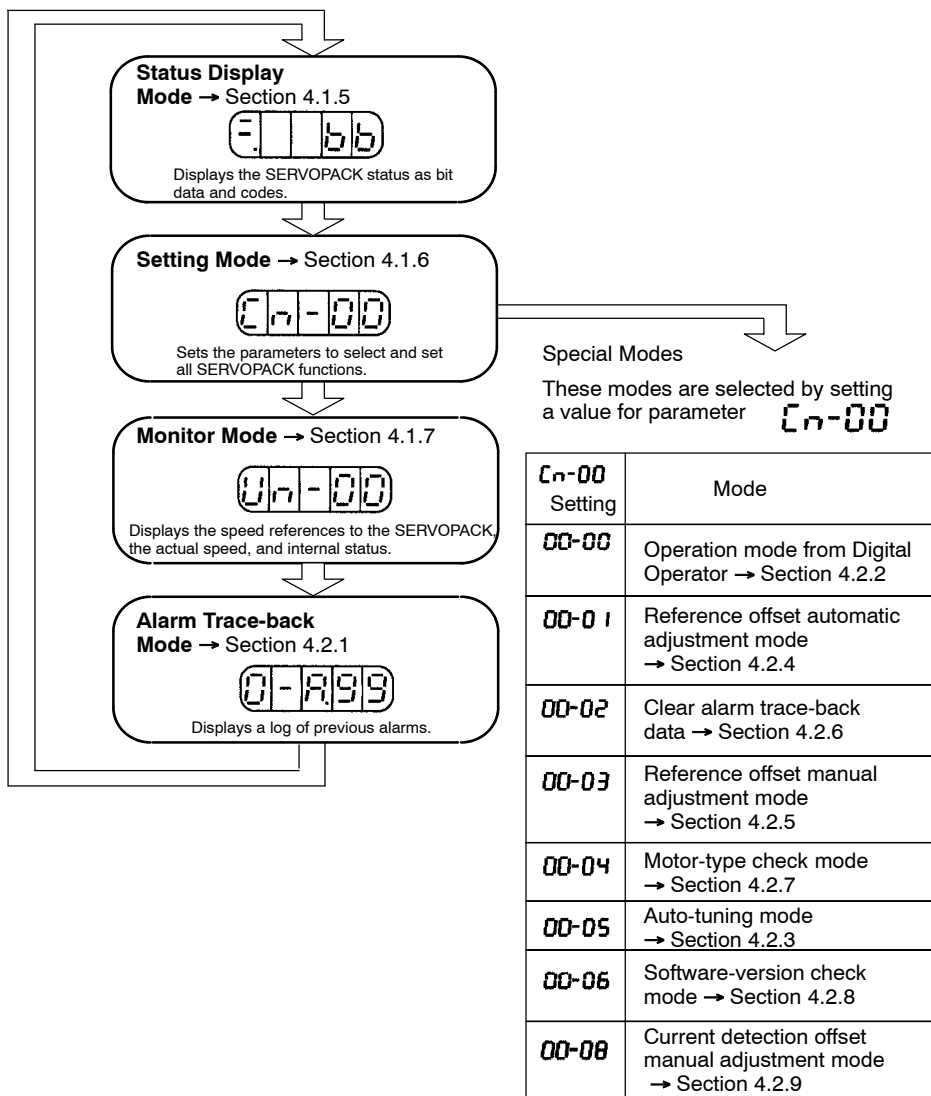 Status Display
Mode → Section 4.1.5
-. bb
Displays the SERVOPACK status as bit
data and codes.
Setting Mode → Section 4.1.6
Cn-00
Sets the parameters to select and set
all SERVOPACK functions.
Monitor Mode → Section 4.1.7
Un-00
Displays the speed references to the SERVOPACK,
the actual speed, and internal status.
Alarm Trace-back
Mode → Section 4.2.1
0-A.99
Displays a log of previous alarms.
Special Modes
These modes are selected by setting
a value for parameter Cn-00
Cn-00
Setting
Mode
00-00
Operation mode from Digital
Operator → Section 4.2.2
00-01
Reference offset automatic
adjustment mode
→ Section 4.2.4
00-02
Clear alarm trace-back
data → Section 4.2.6
00-03
Reference offset manual
adjustment mode
→ Section 4.2.5
00-04
Motor-type check mode
→ Section 4.2.7
00-05
Auto-tuning mode
→ Section 4.2.3
00-06
Software-version check
mode → Section 4.2.8
00-08
Current detection offset
manual adjustment mode
→ Section 4.2.9